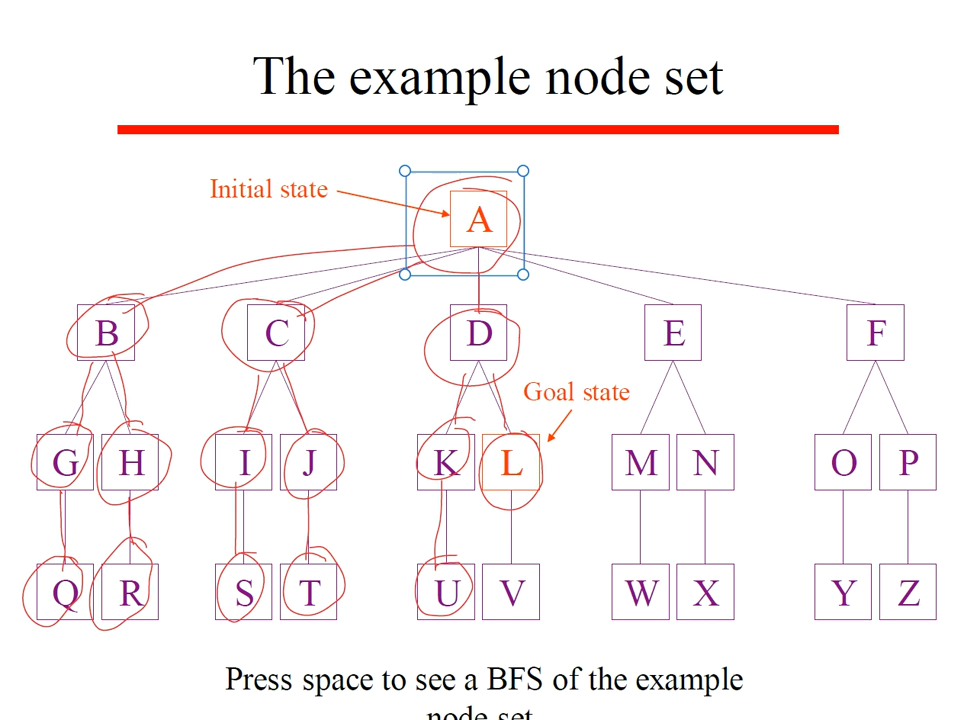 The example node set
Initial state
A
B C D E F
Goal state
G H I J K L M N O P
Q R S T U V W X Y Z
Press space to see a BFS of the example
node set